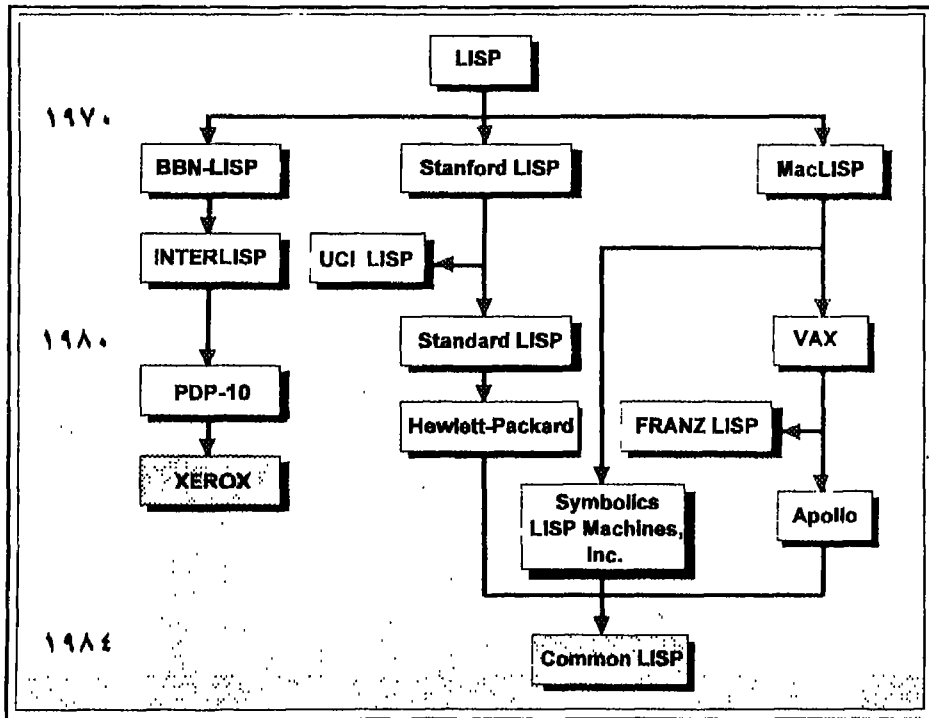 LISP
١٩٧٠
BBN-LISP
Stanford LISP
MacLISP
INTERLISP
UCI LISP
١٩٨٠
Standard LISP
VAX
PDP-10
Hewlett-Packard
FRANZ LISP
XEROX
Symbolics
LISP Machines,
Inc.
Apollo
١٩٨٤
Common LISP